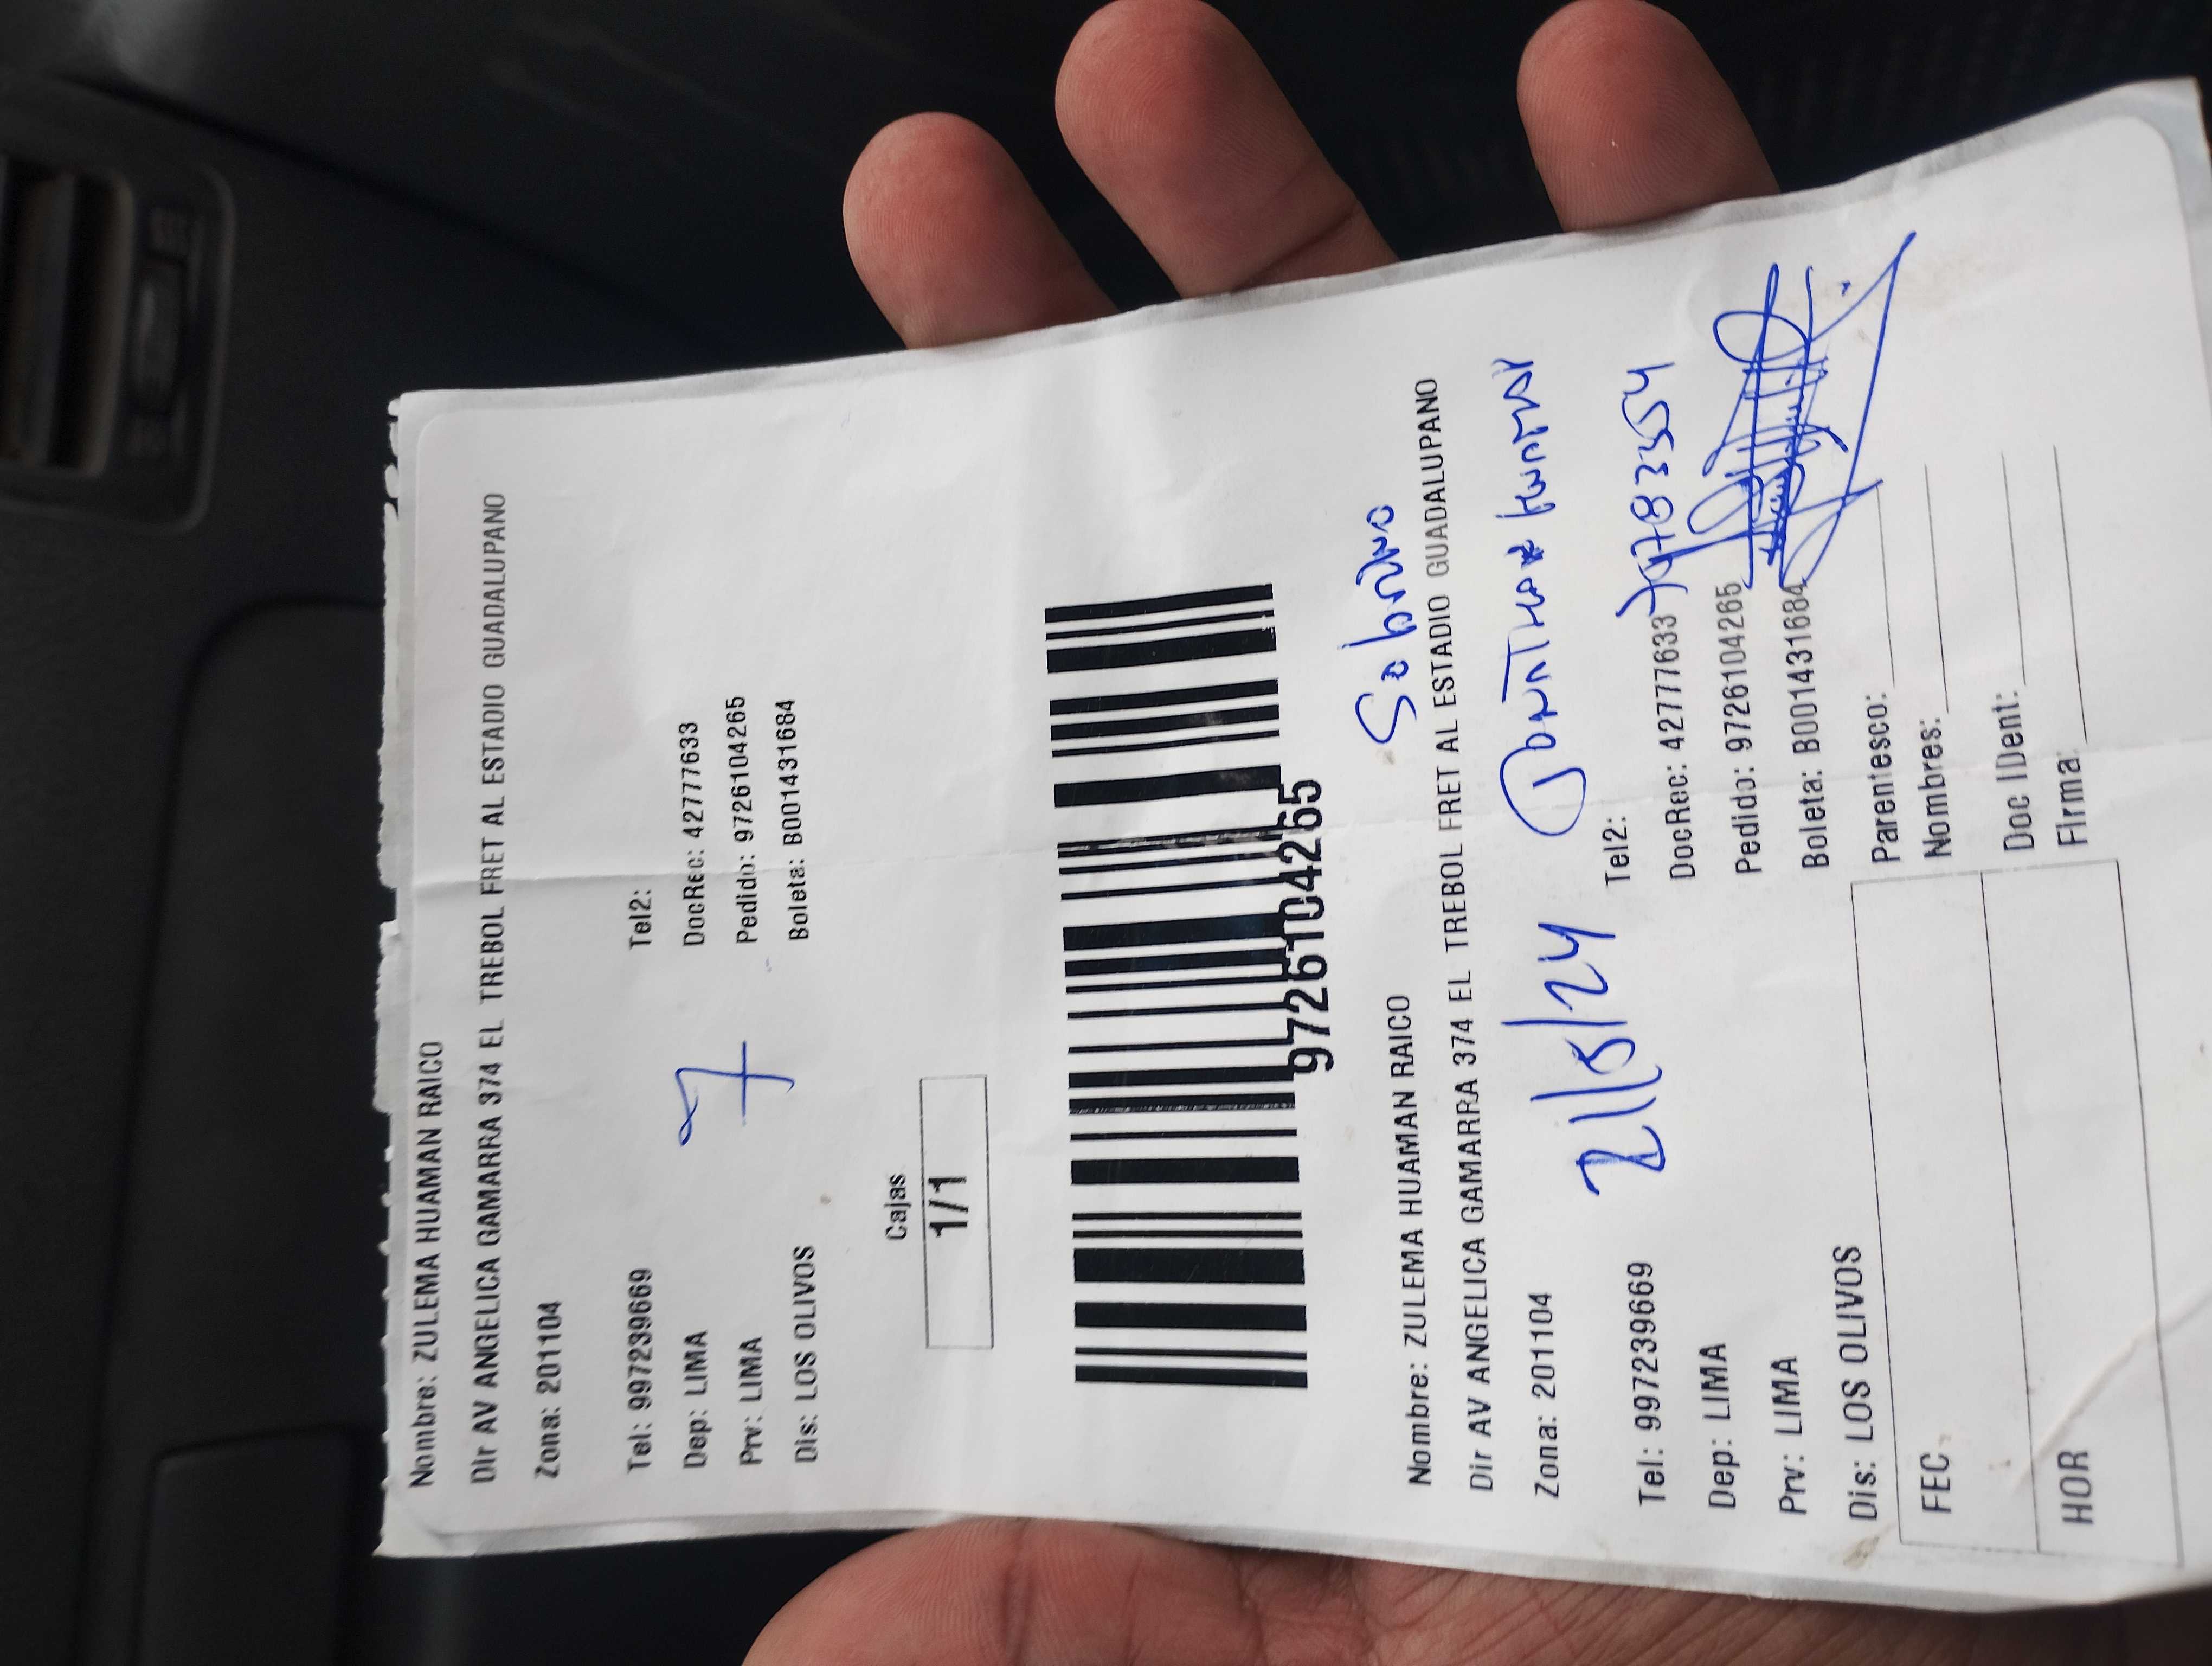 Nombre: ZULEMA HUAMAN RAICO
Dir AV ANGELICA GAMARRA 374 EL TREBOL FRET AL ESTADIO GUADALUPANO
Zona: 201104
Tel: 997239669 Tel2:
Dep: LIMA DocRec: 42777633
Prv: LIMA Pedido: 9726104265
Dis: LOS OLIVOS Boleta: B001431684
7
Cajas
1/1
9726104265
Sobrino
Nombre: ZULEMA HUAMAN RAICO
Dir AV ANGELICA GAMARRA 374 EL TREBOL FRET AL ESTADIO GUADALUPANO
Zona: 201104
21/5/24
Tel: 997239669 Tel2:
Dep: LIMA DocRec: 42777633
Prv: LIMA Pedido: 9726104265
Dis: LOS OLIVOS Boleta: B001431684
FEC. Parentesco:
Nombres:
HOR Doc IDent:
Firma: